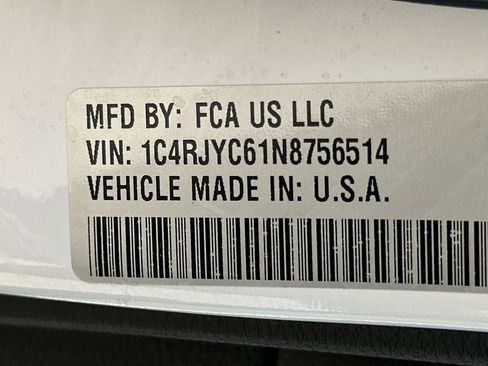 MFD BY: FCA US LLC
VIN: 1C4RJYC61N8756514
VEHICLE MADE IN: U.S.A.